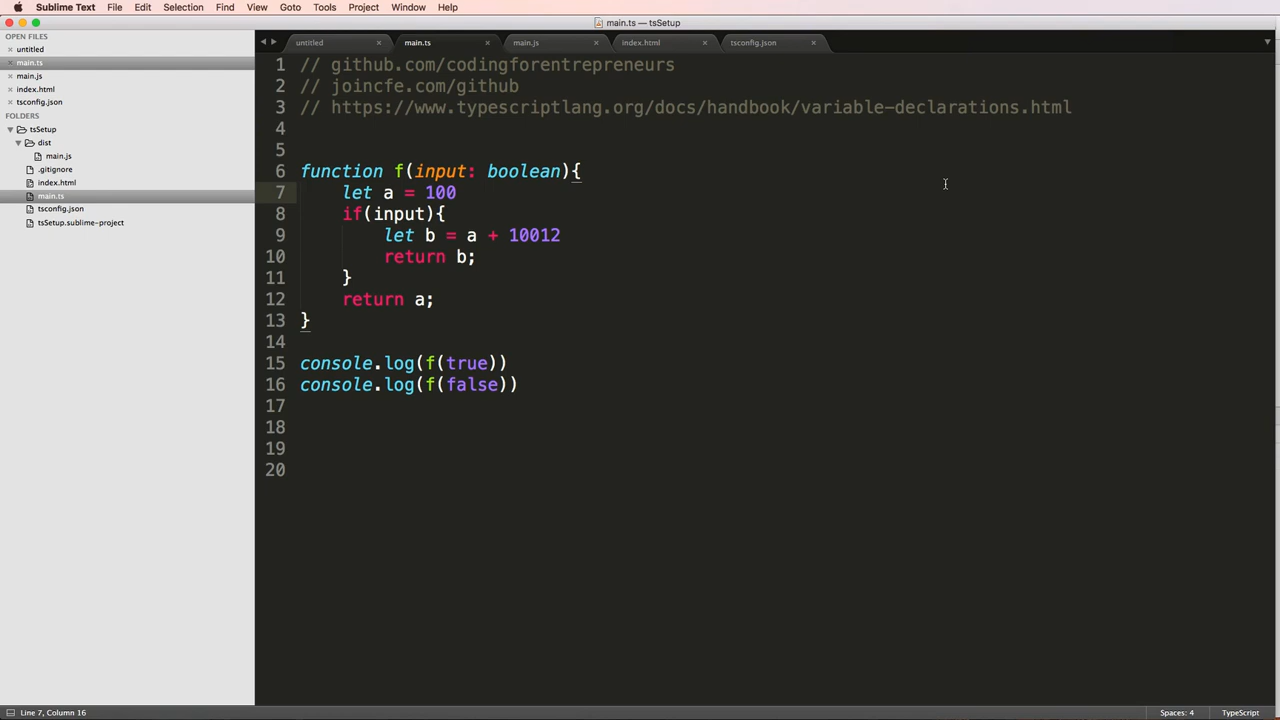 Sublime Text File Edit Selection Find View Goto Tools Project Window Help
main.ts — tsSetup
OPEN FILES
untitled
main.ts
main.js
index.html
tsconfig.json
FOLDERS
tsSetup
dist
main.js
.gitignore
index.html
main.ts
tsconfig.json
tsSetup.sublime-project
untitled main.ts main.js index.html tsconfig.json
1 // github.com/codingforentrepreneurs
2 // joincfe.com/github
3 // https://www.typescriptlang.org/docs/handbook/variable-declarations.html
4
5
6 function f(input: boolean){
7 let a = 100
8 if(input){
9 let b = a + 10012
10 return b;
11 }
12 return a;
13 }
14
15 console.log(f(true))
16 console.log(f(false))
17
18
19
20
Line 7, Column 16 Spaces: 4 TypeScript